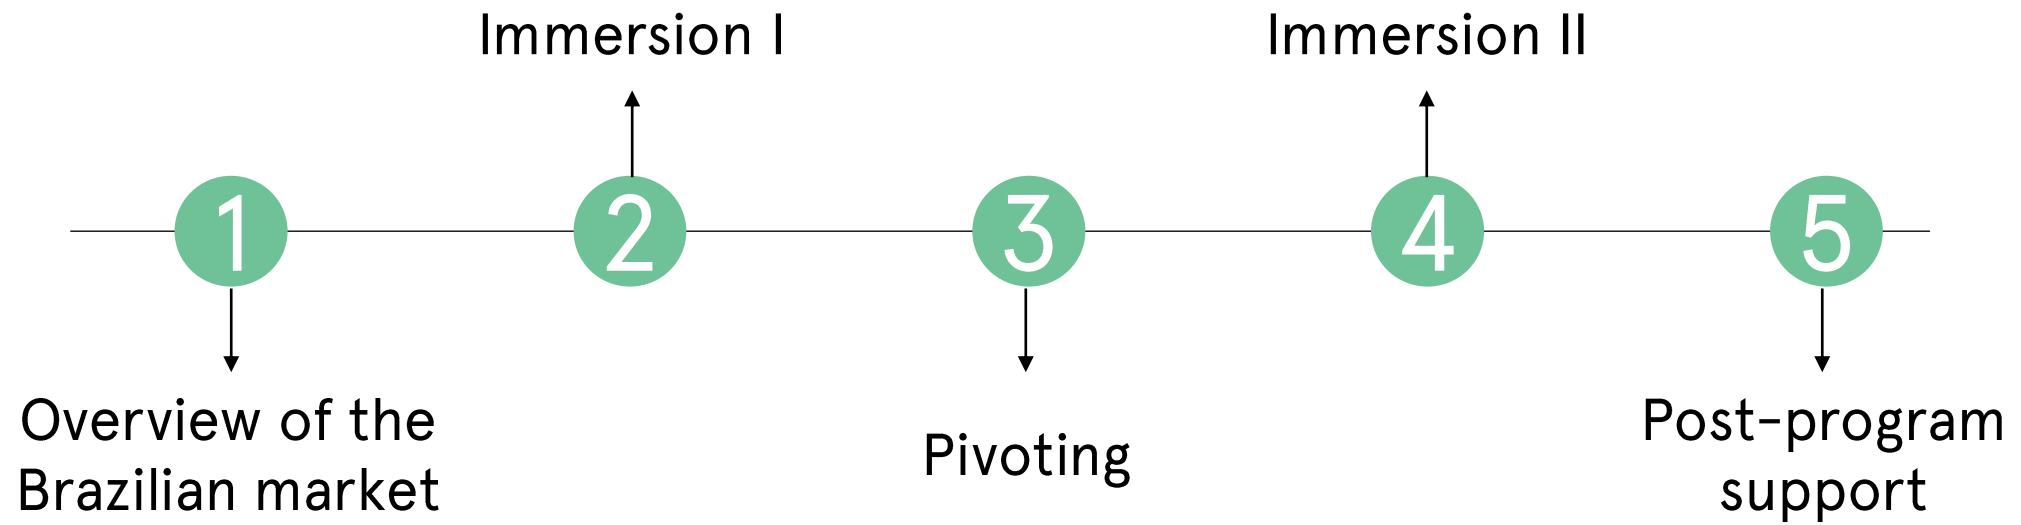 Immersion I
Immersion II
1
2
3
4
5
Overview of the
Brazilian market
Pivoting
Post-program
support